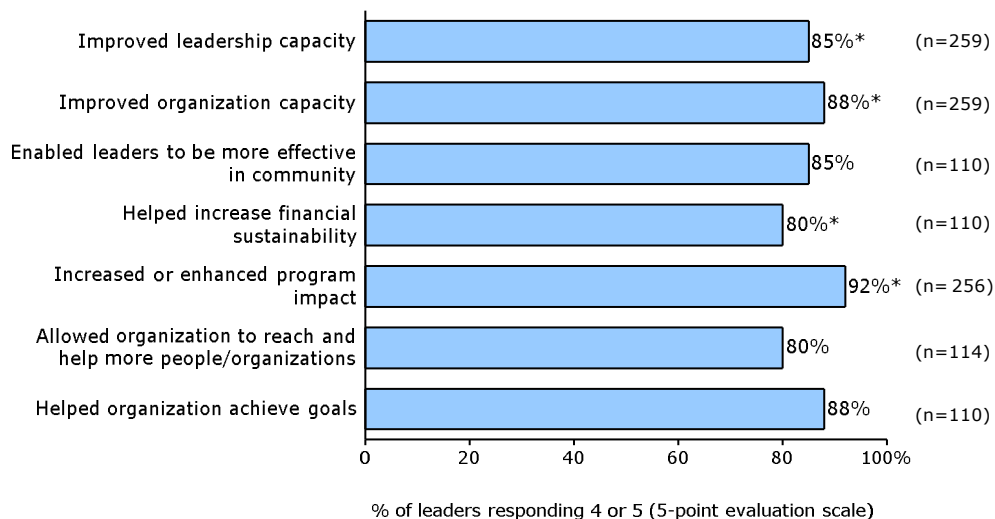 Improved leadership capacity 85%* (n=259)
Improved organization capacity 88%* (n=259)
Enabled leaders to be more effective
in community 85% (n=110)
Helped increase financial
sustainability 80%* (n=110)
Increased or enhanced program
impact 92%* (n= 256)
Allowed organization to reach and
help more people/organizations 80% (n=114)
Helped organization achieve goals 88% (n=110)
0 20 40 60 80 100%
% of leaders responding 4 or 5 (5-point evaluation scale)